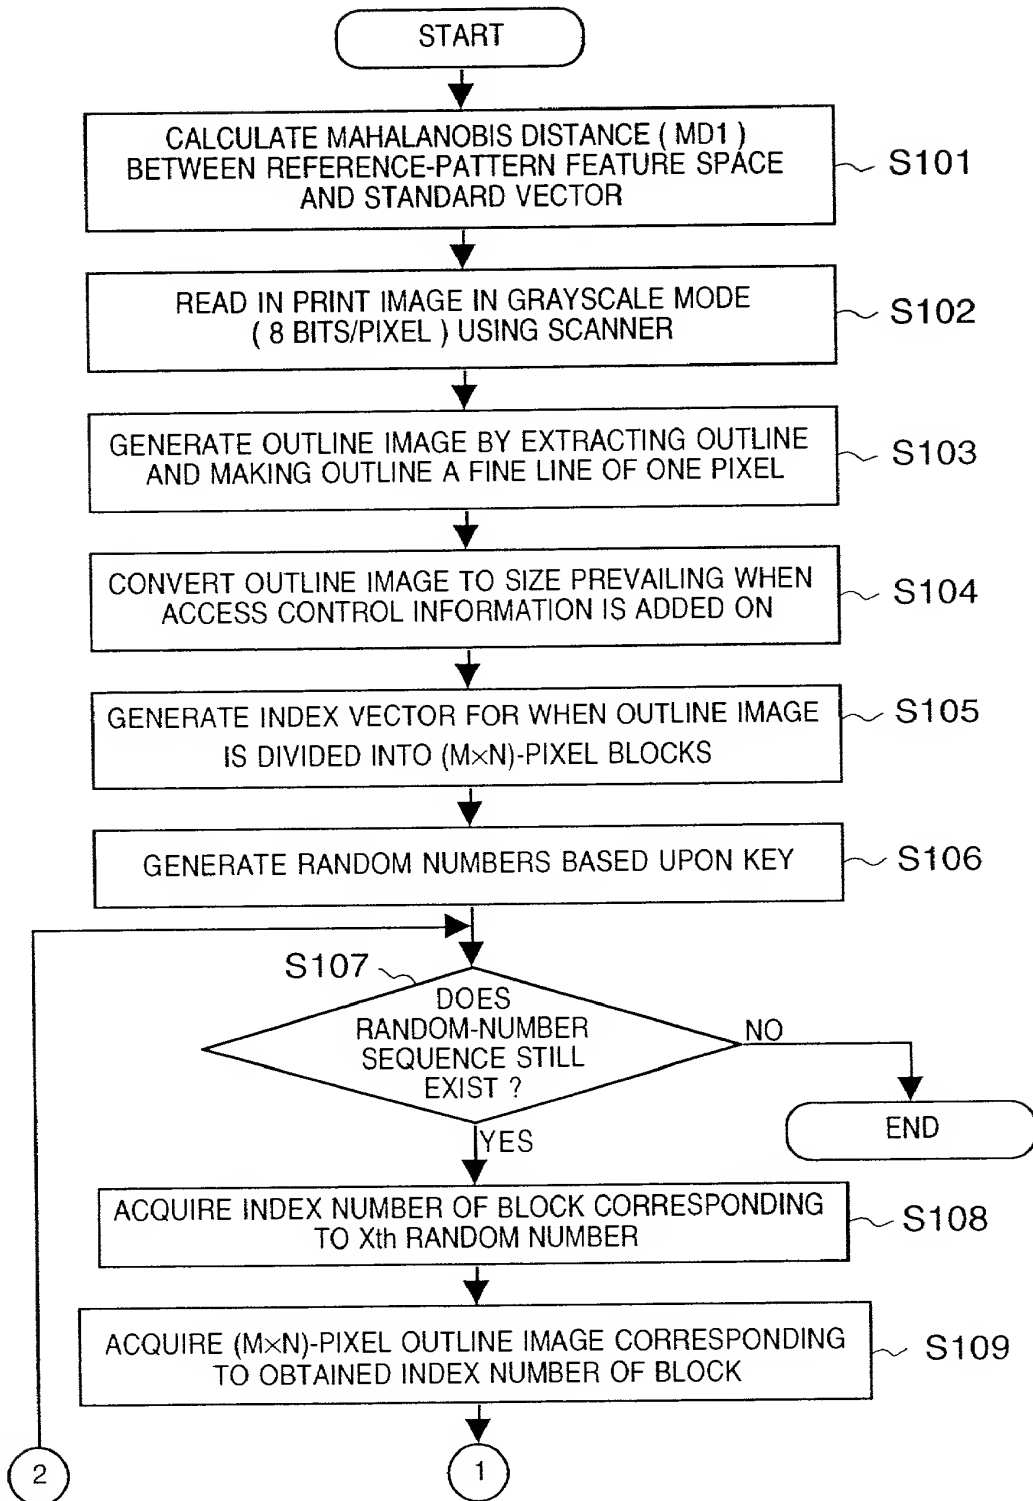 START
CALCULATE MAHALANOBIS DISTANCE ( MD1 )
BETWEEN REFERENCE-PATTERN FEATURE SPACE
AND STANDARD VECTOR
S101
READ IN PRINT IMAGE IN GRAYSCALE MODE
( 8 BITS/PIXEL ) USING SCANNER
S102
GENERATE OUTLINE IMAGE BY EXTRACTING OUTLINE
AND MAKING OUTLINE A FINE LINE OF ONE PIXEL
S103
CONVERT OUTLINE IMAGE TO SIZE PREVAILING WHEN
ACCESS CONTROL INFORMATION IS ADDED ON
S104
GENERATE INDEX VECTOR FOR WHEN OUTLINE IMAGE
IS DIVIDED INTO (M×N)-PIXEL BLOCKS
S105
GENERATE RANDOM NUMBERS BASED UPON KEY
S106
S107
DOES
RANDOM-NUMBER
SEQUENCE STILL
EXIST ?
NO
END
YES
ACQUIRE INDEX NUMBER OF BLOCK CORRESPONDING
TO Xth RANDOM NUMBER
S108
ACQUIRE (M×N)-PIXEL OUTLINE IMAGE CORRESPONDING
TO OBTAINED INDEX NUMBER OF BLOCK
S109
2
1